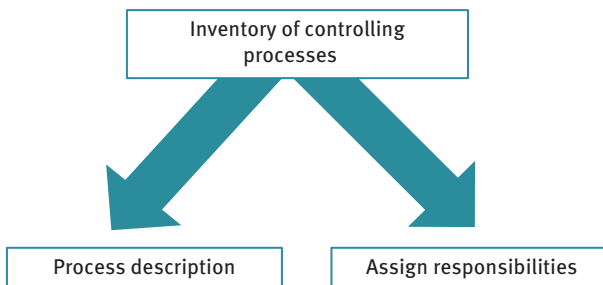 Inventory of controlling
processes
Process description
Assign responsibilities